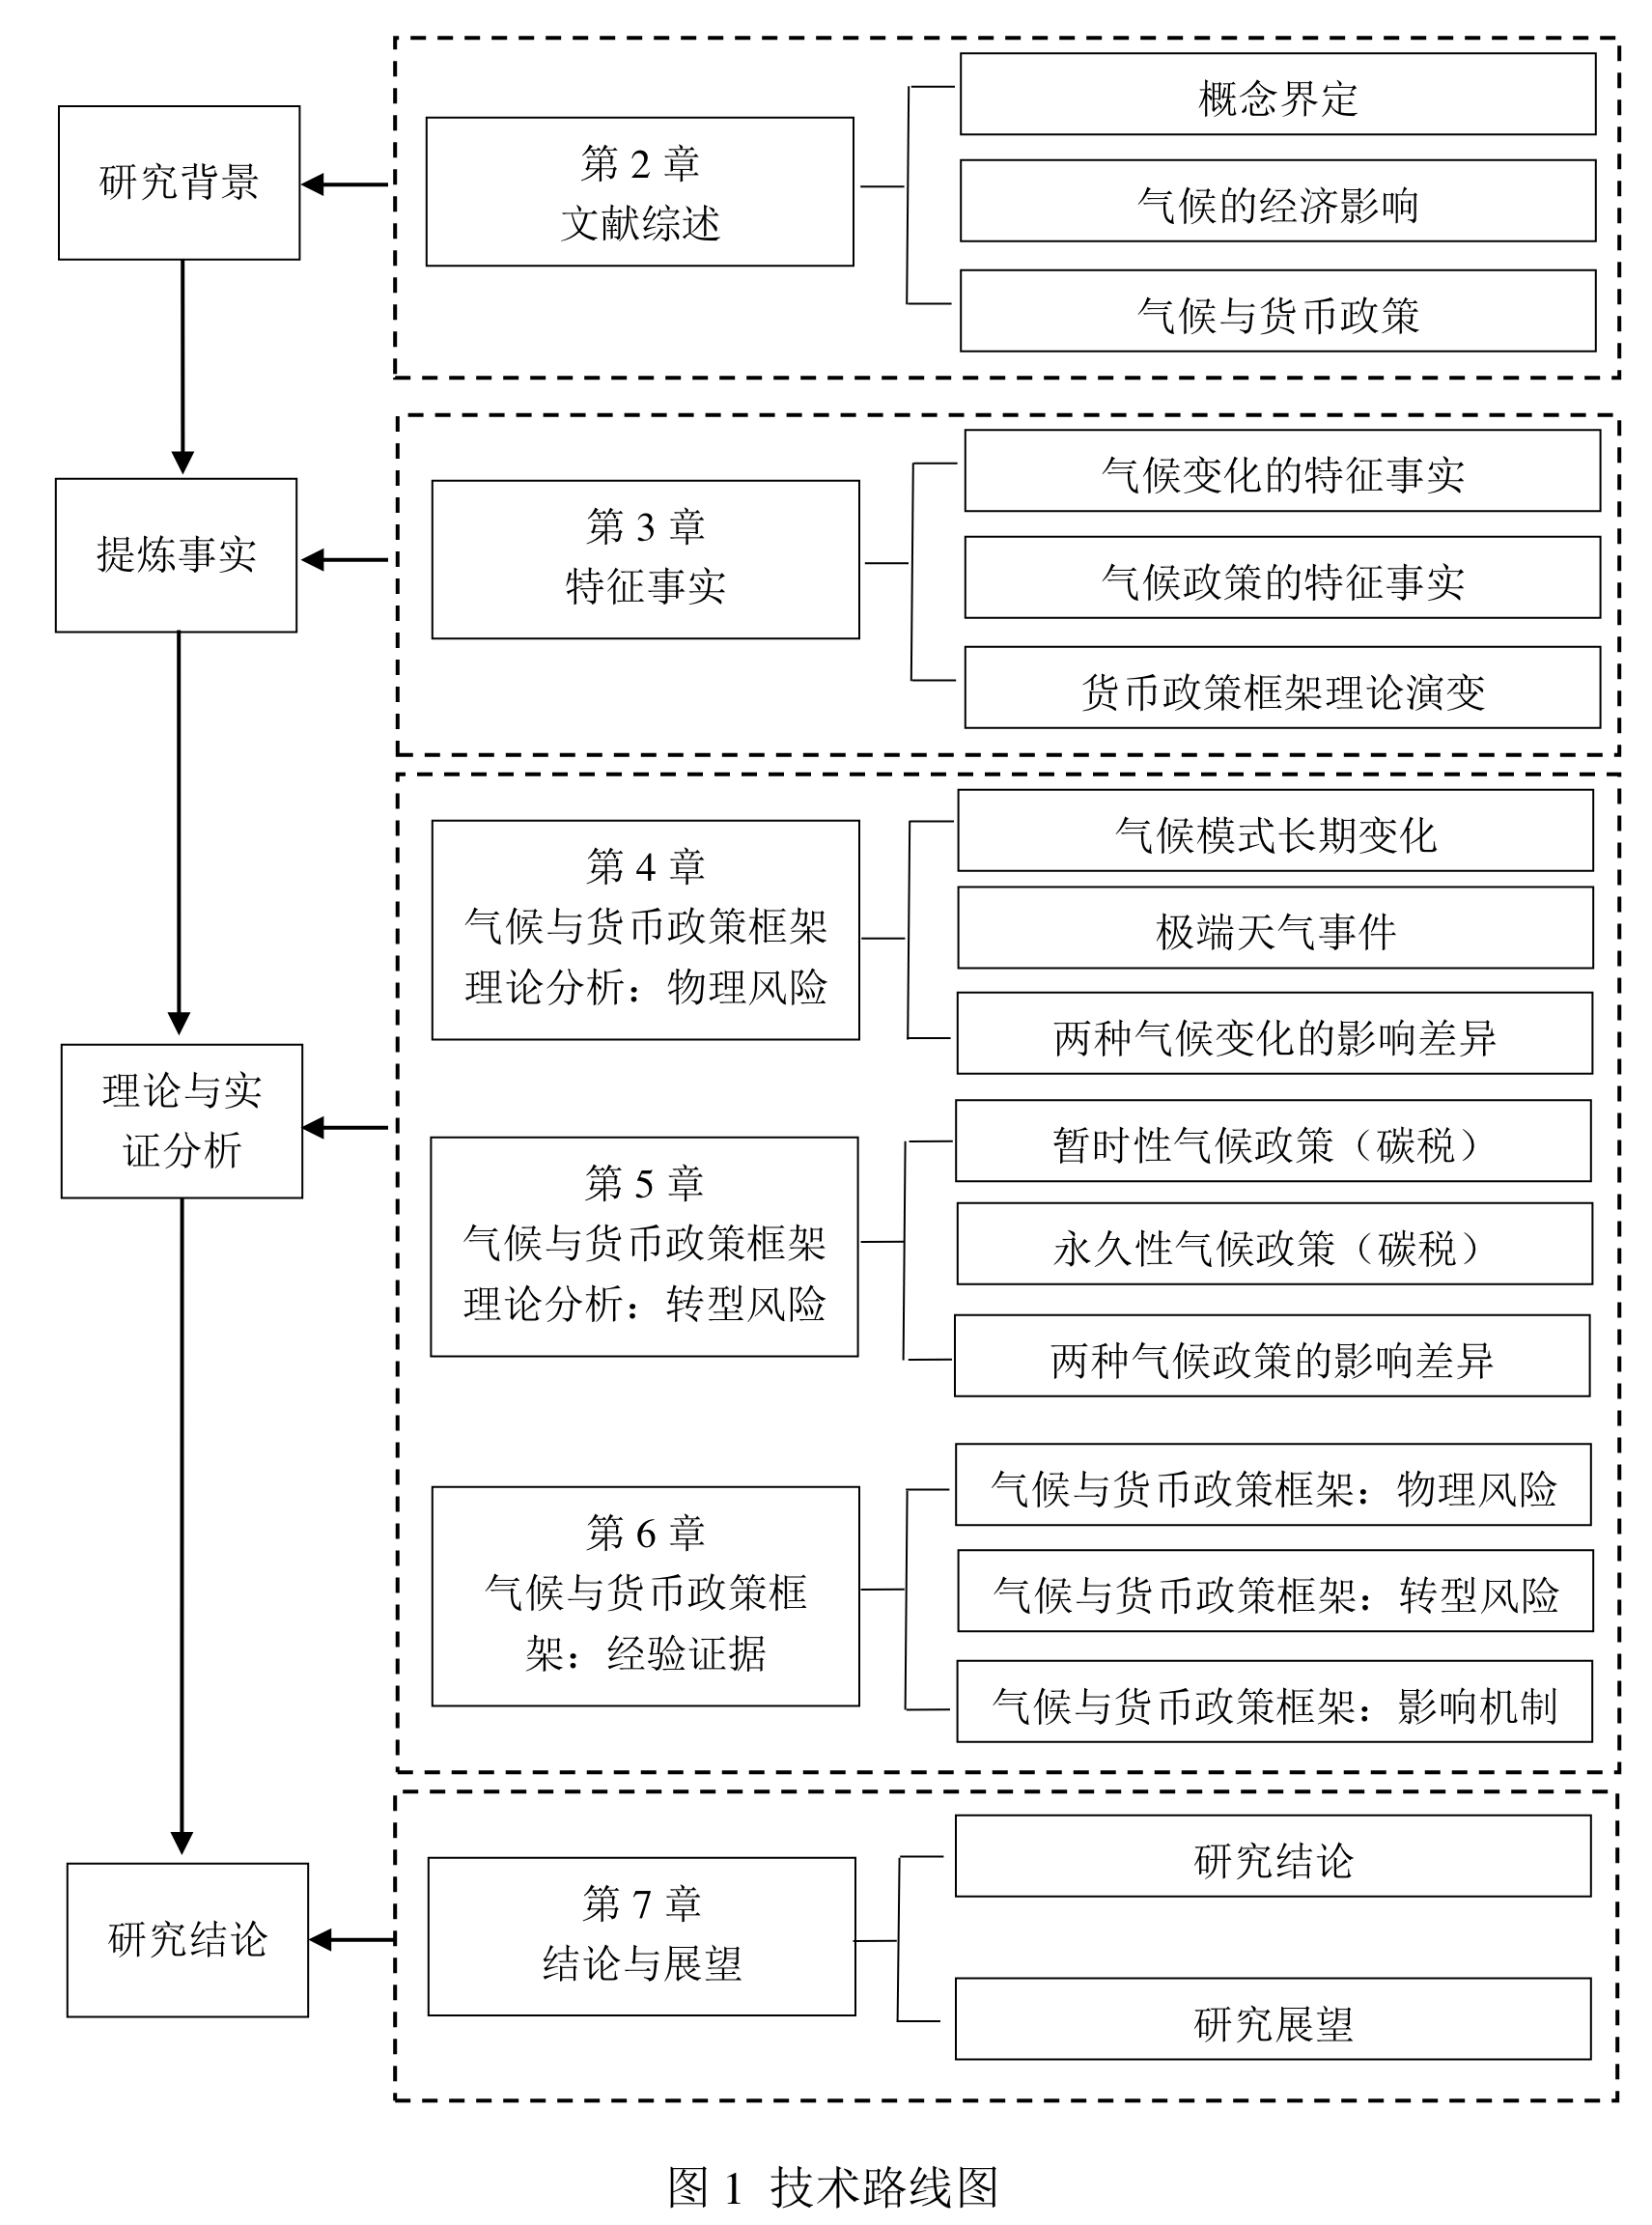 研究背景
第 2 章
文献综述
概念界定
气候的经济影响
气候与货币政策
提炼事实
第 3 章
特征事实
气候变化的特征事实
气候政策的特征事实
货币政策框架理论演变
理论与实
证分析
第 4 章
气候与货币政策框架
理论分析：物理风险
气候模式长期变化
极端天气事件
两种气候变化的影响差异
第 5 章
气候与货币政策框架
理论分析：转型风险
暂时性气候政策（碳税）
永久性气候政策（碳税）
两种气候政策的影响差异
第 6 章
气候与货币政策框
架：经验证据
气候与货币政策框架：物理风险
气候与货币政策框架：转型风险
气候与货币政策框架：影响机制
研究结论
第 7 章
结论与展望
研究结论
研究展望
图 1 技术路线图